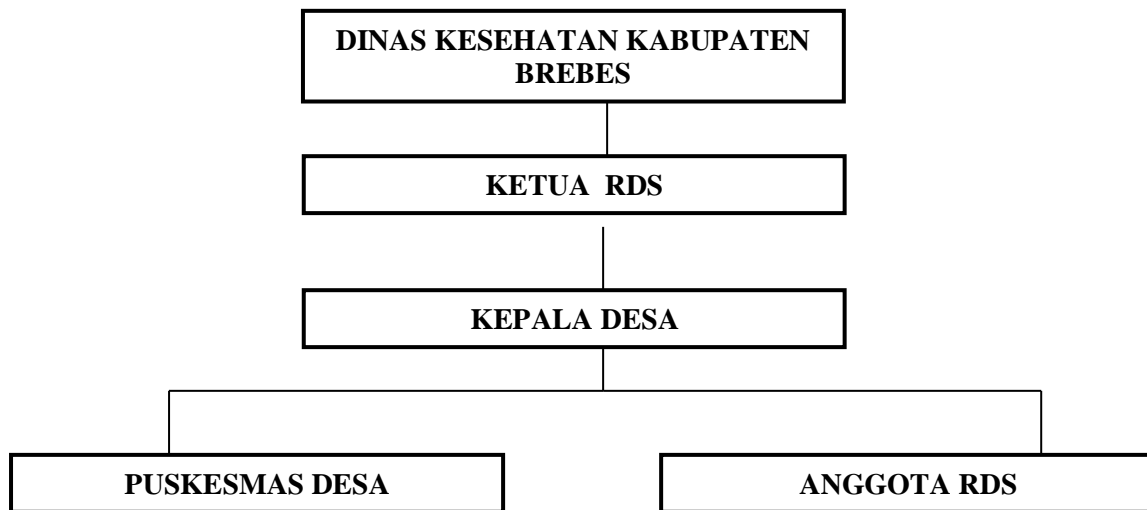 DINAS KESEHATAN KABUPATEN
BREBES
KETUA RDS
KEPALA DESA
PUSKESMAS DESA
ANGGOTA RDS